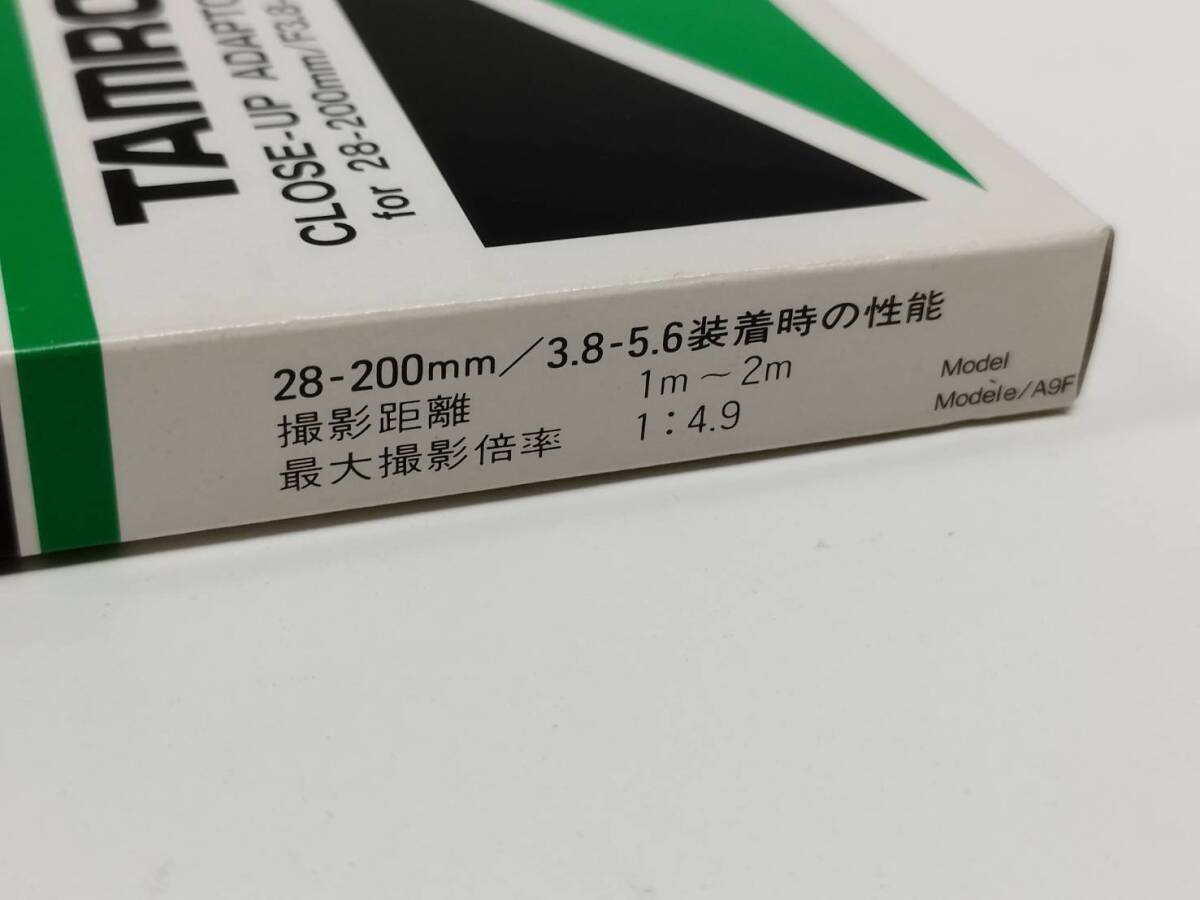 TAMRO
CLOSE-UP ADAPTO
for 28-200mm/F3.8-
28-200mm/3.8-5.6装着時の性能
撮影距離 1m～2m
最大撮影倍率 1:4.9
Model
Modèle/A9F